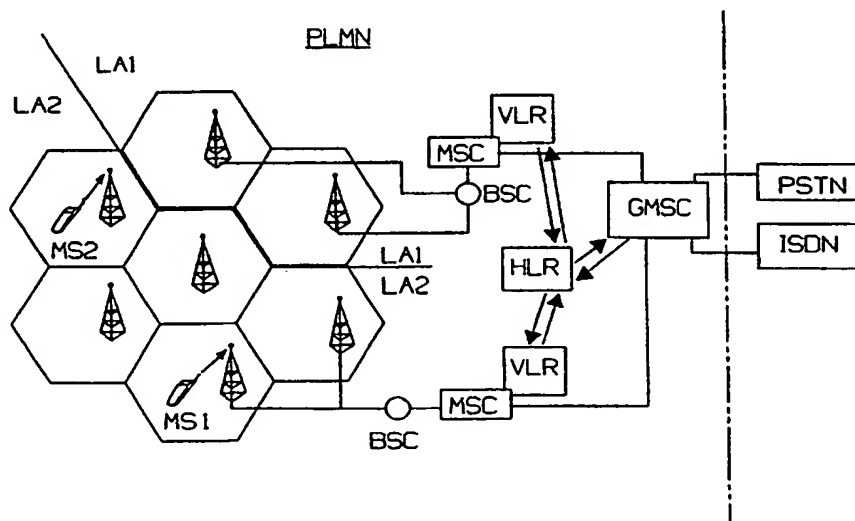 PLMN
LA1
LA2
VLR
MSC
BSC
GMSC
PSTN
ISDN
MS2
LA1
LA2
HLR
VLR
MSC
BSC
MS1